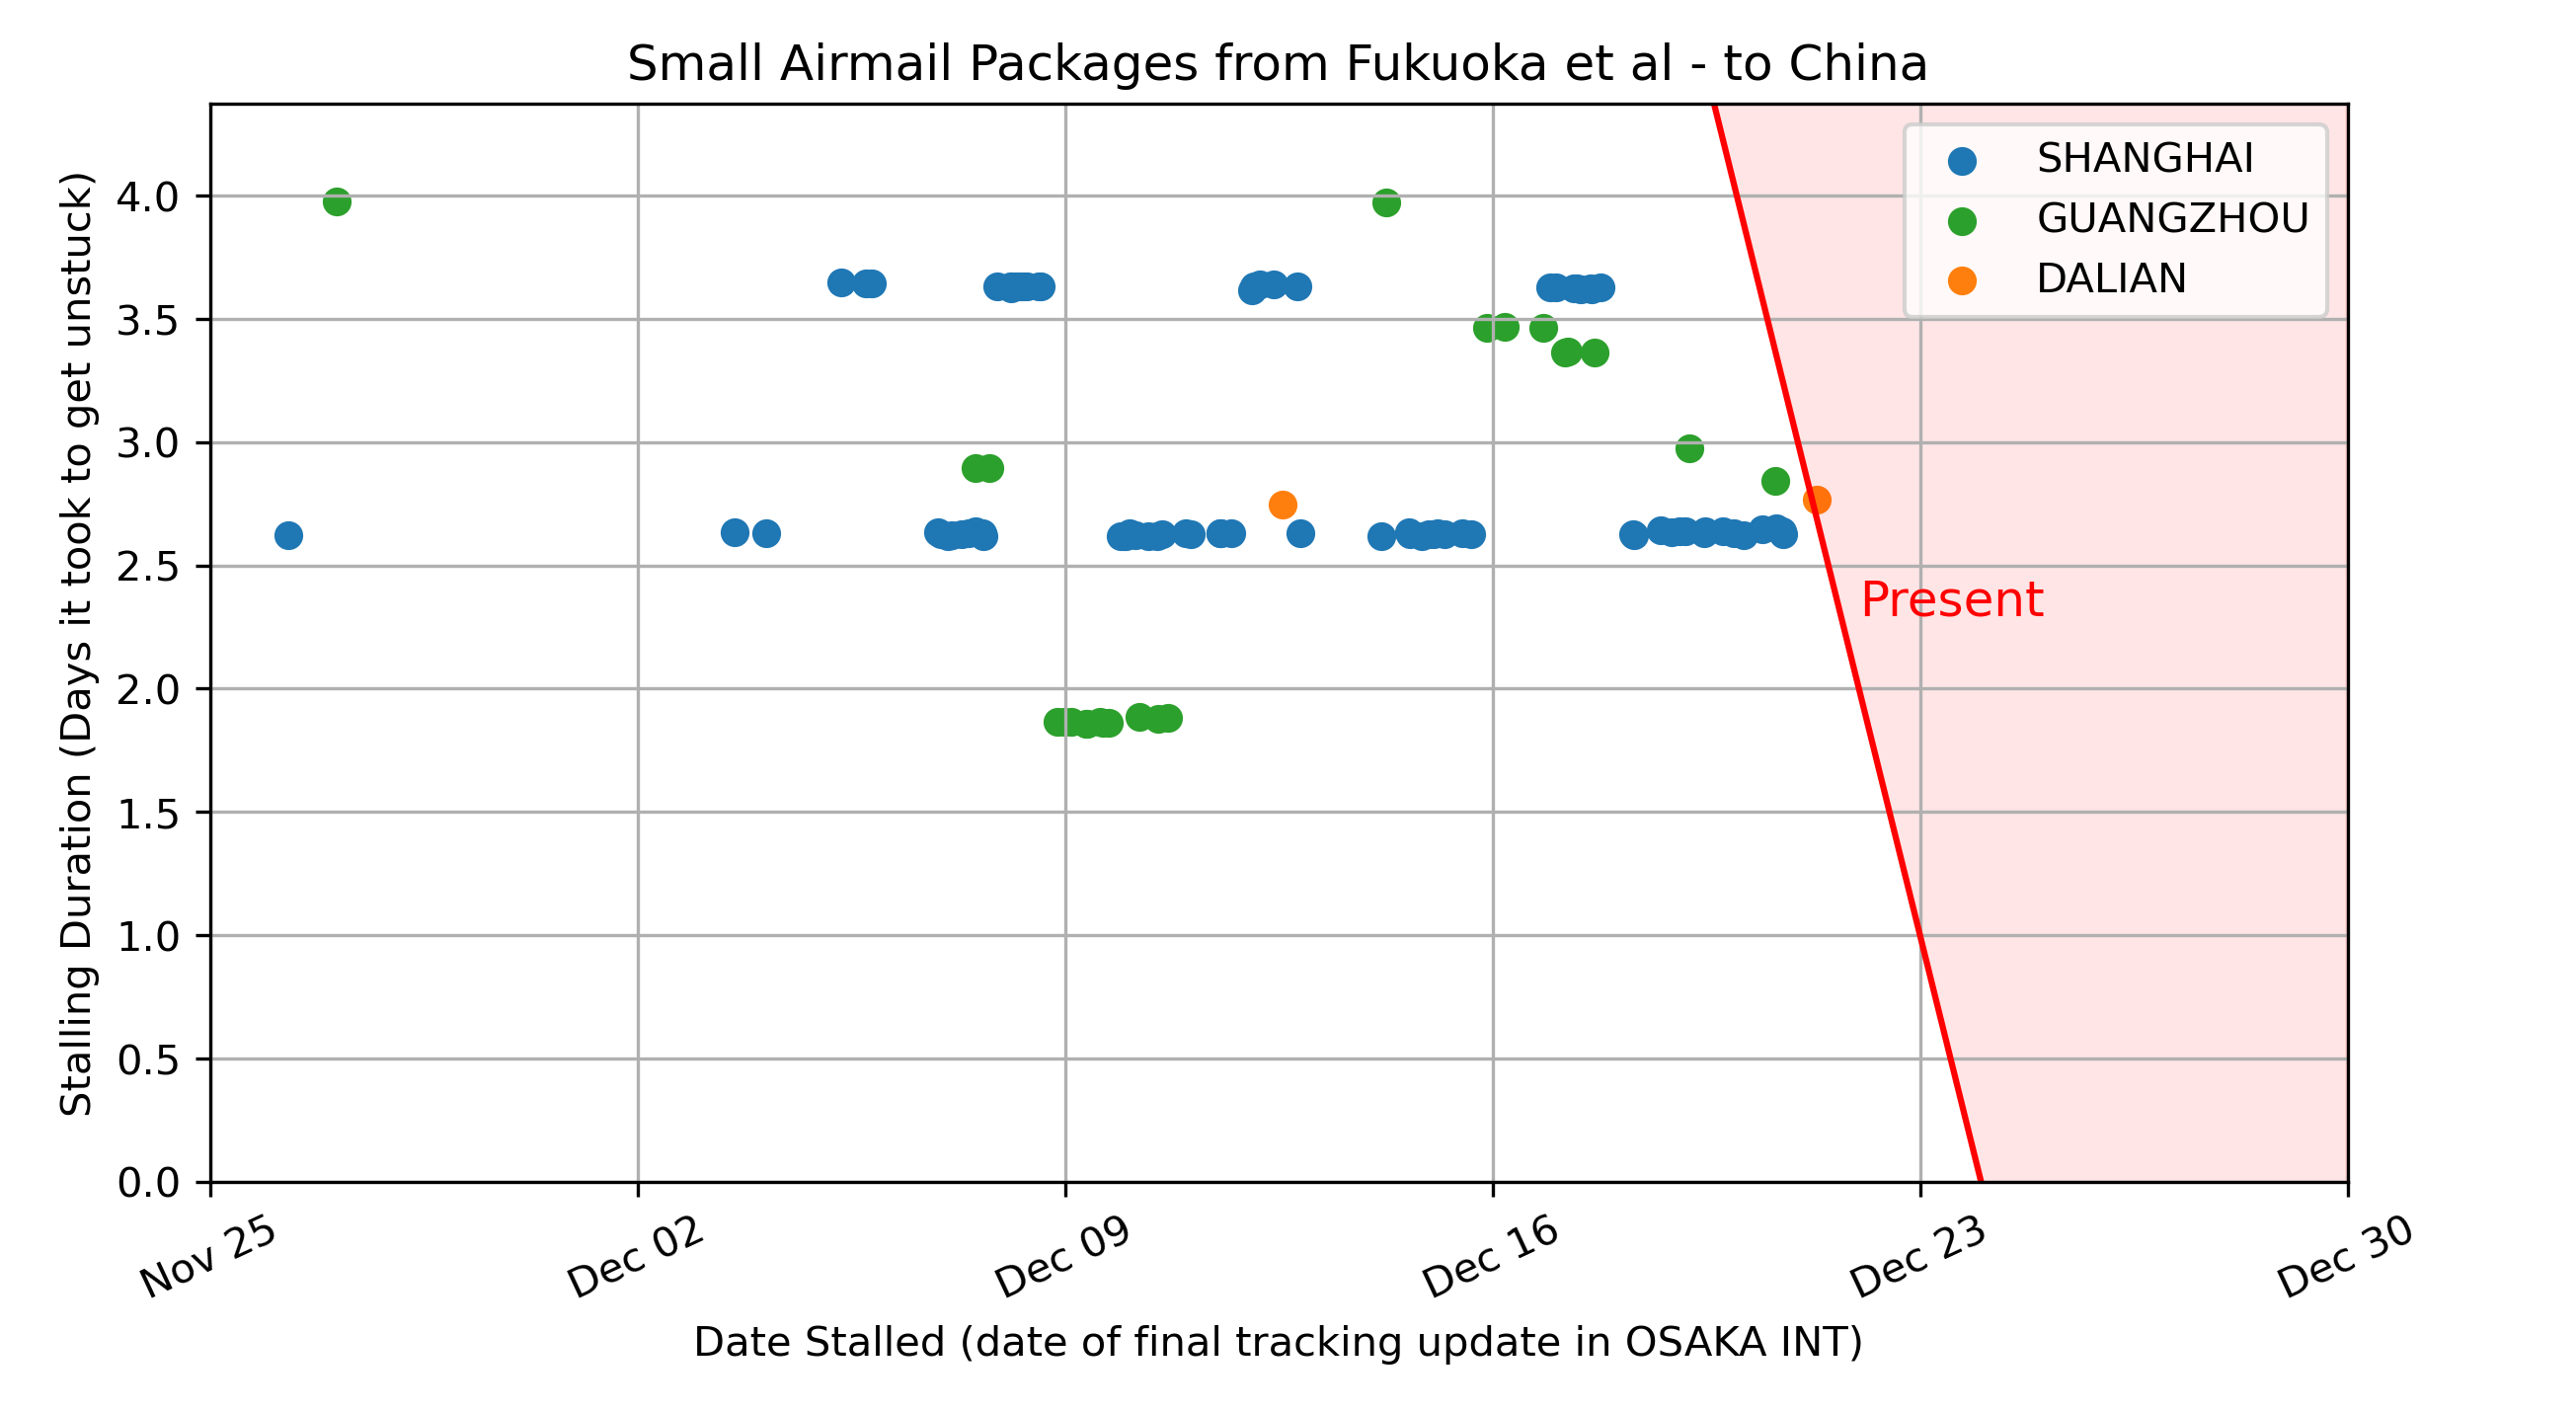 Small Airmail Packages from Fukuoka et al - to China
SHANGHAI
GUANGZHOU
DALIAN
Present
Stalling Duration (Days it took to get unstuck)
4.0
3.5
3.0
2.5
2.0
1.5
1.0
0.5
0.0
Nov 25
Dec 02
Dec 09
Dec 16
Dec 23
Dec 30
Date Stalled (date of final tracking update in OSAKA INT)